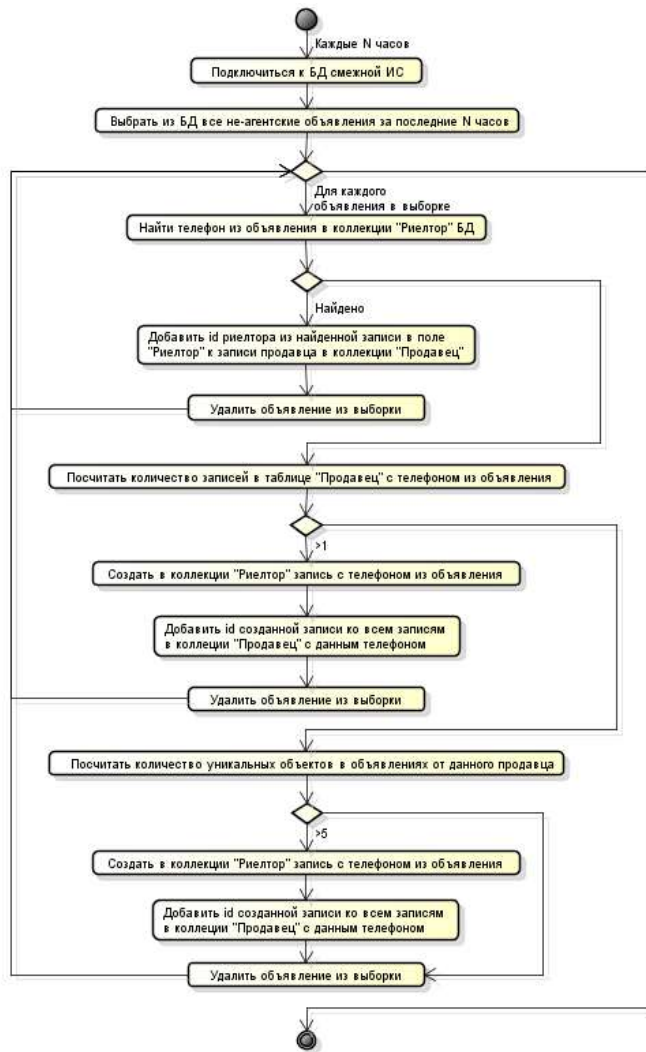 Каждые N часов
Подключиться к БД смежной ИС
Выбрать из БД все не-агентские объявления за последние N часов
Для каждого
объявления в выборке
Найти телефон из объявления в коллекции "Риелтор" БД
Найдено
Добавить id риелтора из найденной записи в поле
"Риелтор" к записи продавца в коллекции "Продавец"
Удалить объявление из выборки
Посчитать количество записей в таблице "Продавец" с телефоном из объявления
>1
Создать в коллекции "Риелтор" запись с телефоном из объявления
Добавить id созданной записи ко всем записям
в коллеции "Продавец" с данным телефоном
Удалить объявление из выборки
Посчитать количество уникальных объектов в объявлениях от данного продавца
>5
Создать в коллекции "Риелтор" запись с телефоном из объявления
Добавить id созданной записи ко всем записям
в коллеции "Продавец" с данным телефоном
Удалить объявление из выборки